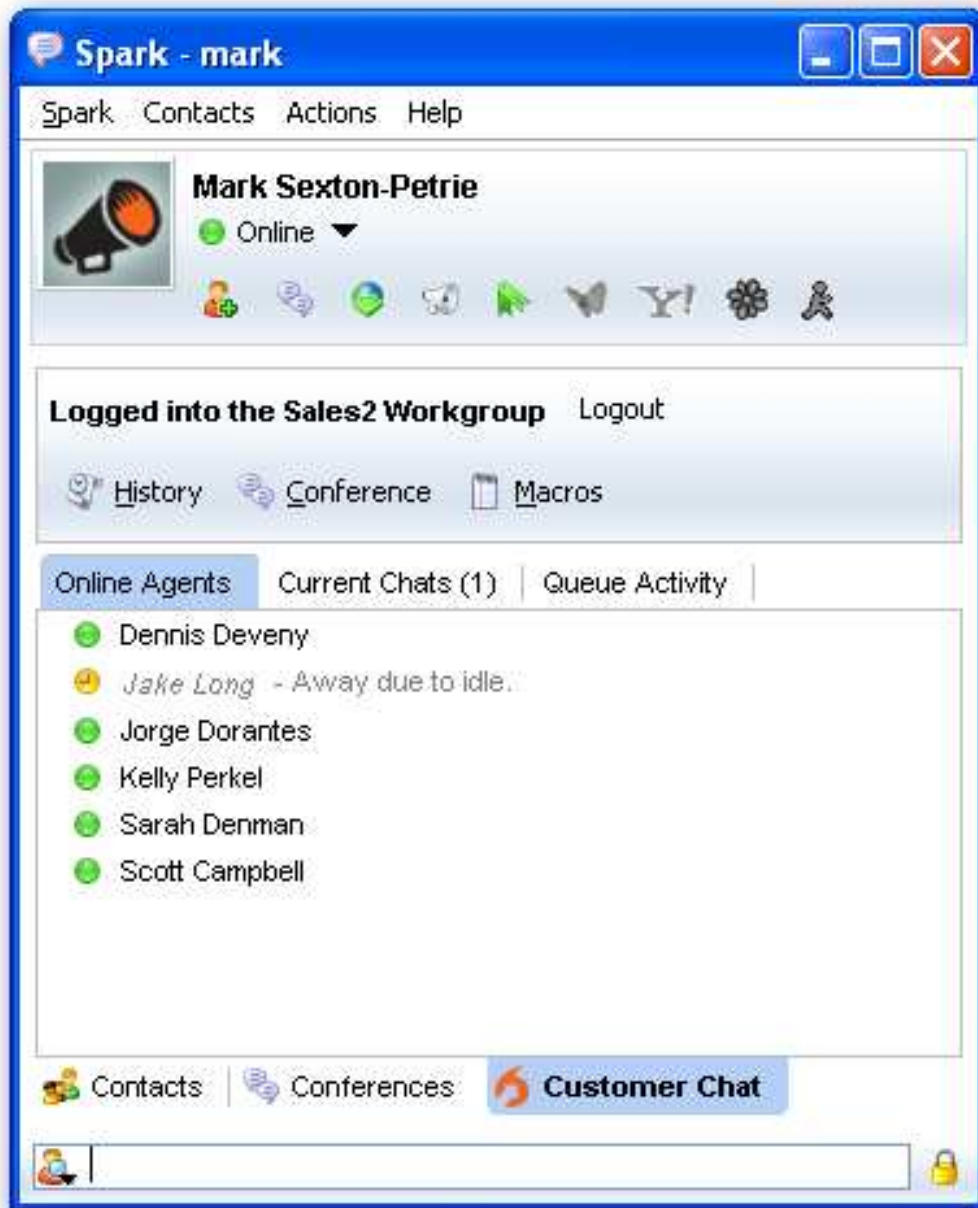 Spark - mark
Spark Contacts Actions Help
Mark Sexton-Petrie
Online
Y!
Logged into the Sales2 Workgroup Logout
History Conference Macros
Online Agents Current Chats (1) Queue Activity
Dennis Deveny
Jake Long - Away due to idle.
Jorge Dorantes
Kelly Perkel
Sarah Denman
Scott Campbell
Contacts Conferences Customer Chat